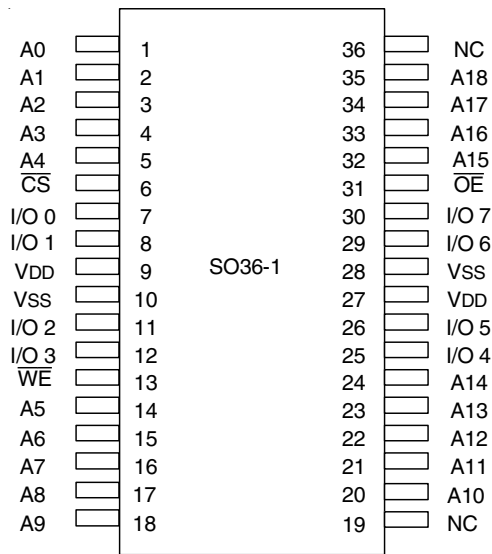 A0 1 36 NC
A1 2 35 A18
A2 3 34 A17
A3 4 33 A16
A4 5 32 A15
CS 6 31 OE
I/O 0 7 30 I/O 7
I/O 1 8 29 I/O 6
VDD 9 SO36-1 28 VSS
VSS 10 27 VDD
I/O 2 11 26 I/O 5
I/O 3 12 25 I/O 4
WE 13 24 A14
A5 14 23 A13
A6 15 22 A12
A7 16 21 A11
A8 17 20 A10
A9 18 19 NC